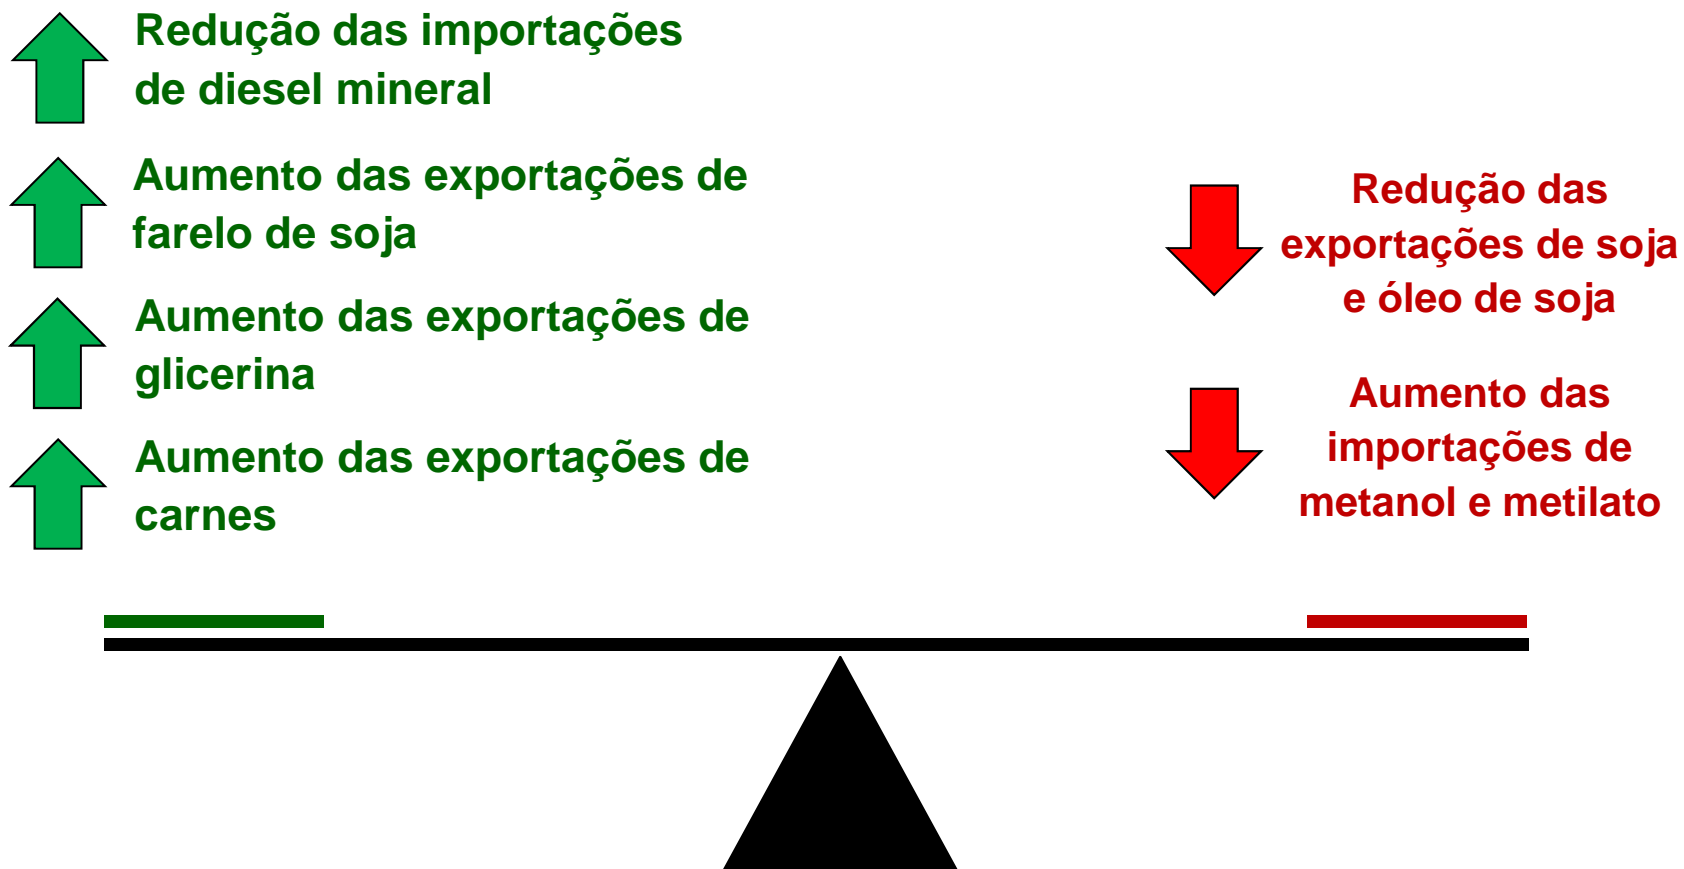 Redução das importações
de diesel mineral
Aumento das exportações de
farelo de soja
Aumento das exportações de
glicerina
Aumento das exportações de
carnes
Redução das
exportações de soja
e óleo de soja
Aumento das
importações de
metanol e metilato